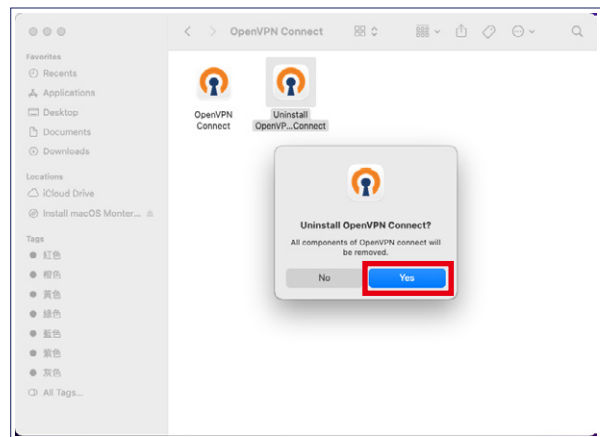 OpenVPN Connect
Favorites
Recents
Applications
Desktop
Documents
Downloads
Locations
iCloud Drive
Install macOS Monter...
Tags
紅色
橙色
黃色
綠色
藍色
紫色
灰色
All Tags...
OpenVPN
Connect
Uninstall
OpenVP...Connect
Uninstall OpenVPN Connect?
All components of OpenVPN connect will
be removed.
No
Yes